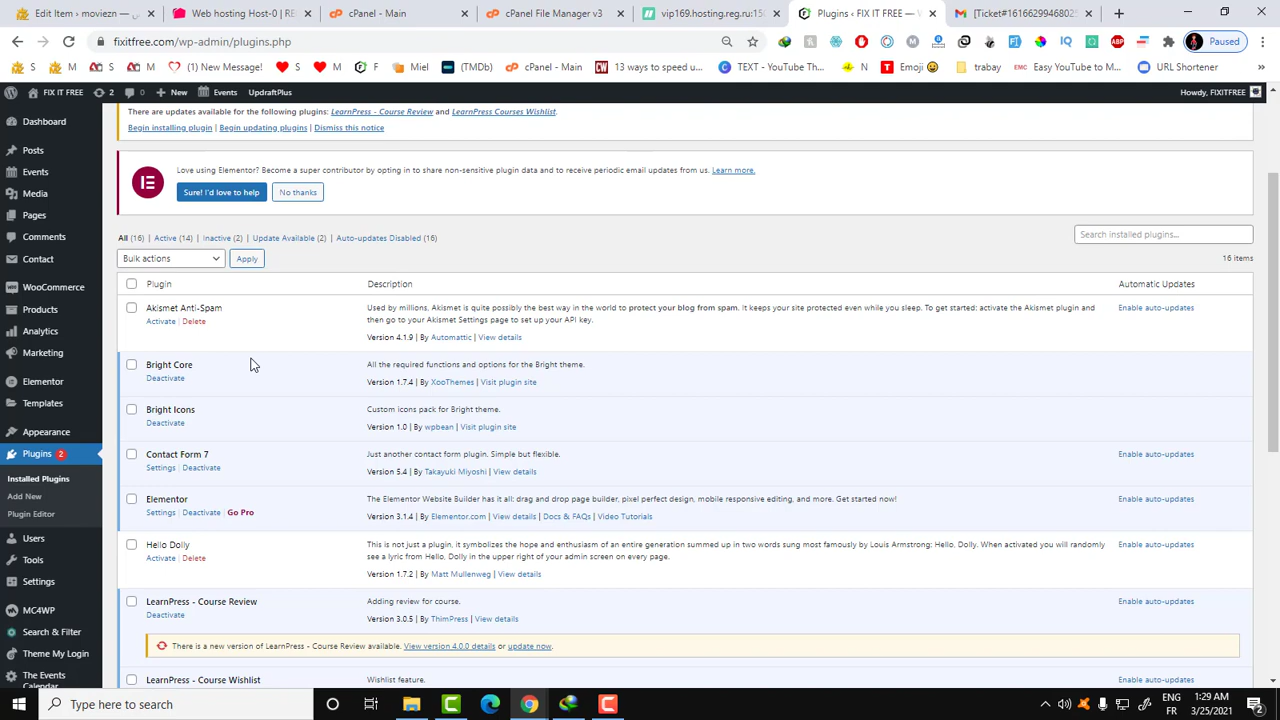 Edit Item - moviezn — m
Web hosting Host-0 | RE
cPanel - Main
cPanel File Manager v3
vip169.hosting.reg.ru:15
Plugins ‹ FIX IT FREE — W
[Ticket#16166299468025
fixitfree.com/wp-admin/plugins.php
Paused
S M S (1) New Message! S M F Miel (TMDb) cPanel - Main 13 ways to speed u... TEXT - YouTube Th... N Emoji trabay EMC Easy YouTube to M... URL Shortener »
FIX IT FREE 2 0 New Events UpdraftPlus
Howdy, FIXITFREE
There are updates available for the following plugins: LearnPress - Course Review and LearnPress Courses Wishlist.
Begin installing plugin | Begin updating plugins | Dismiss this notice
Love using Elementor? Become a super contributor by opting in to share non-sensitive plugin data and to receive periodic email updates from us. Learn more.
Sure! I'd love to help No thanks
All (16) | Active (14) | Inactive (2) | Update Available (2) | Auto-updates Disabled (16)
Search installed plugins...
Bulk actions Apply
16 items
Plugin Description Automatic Updates
Akismet Anti-Spam
Activate | Delete
Used by millions, Akismet is quite possibly the best way in the world to protect your blog from spam. It keeps your site protected even while you sleep. To get started: activate the Akismet plugin and
then go to your Akismet Settings page to set up your API key.
Version 4.1.9 | By Automattic | View details
Enable auto-updates
Bright Core
Deactivate
All the required functions and options for the Bright theme.
Version 1.7.4 | By XooThemes | Visit plugin site
Bright Icons
Deactivate
Custom icons pack for Bright theme.
Version 1.0 | By wpbean | Visit plugin site
Contact Form 7
Settings | Deactivate
Just another contact form plugin. Simple but flexible.
Version 5.4 | By Takayuki Miyoshi | View details
Enable auto-updates
Elementor
Settings | Deactivate | Go Pro
The Elementor Website Builder has it all: drag and drop page builder, pixel perfect design, mobile responsive editing, and more. Get started now!
Version 3.1.4 | By Elementor.com | View details | Docs & FAQs | Video Tutorials
Enable auto-updates
Hello Dolly
Activate | Delete
This is not just a plugin, it symbolizes the hope and enthusiasm of an entire generation summed up in two words sung most famously by Louis Armstrong: Hello, Dolly. When activated you will randomly
see a lyric from Hello, Dolly in the upper right of your admin screen on every page.
Version 1.7.2 | By Matt Mullenweg | View details
Enable auto-updates
LearnPress - Course Review
Deactivate
Adding review for course.
Version 3.0.5 | By ThimPress | View details
Enable auto-updates
There is a new version of LearnPress - Course Review available. View version 4.0.0 details or update now.
LearnPress - Course Wishlist
Wishlist feature.
Enable auto-updates
Dashboard
Posts
Events
Media
Pages
Comments
Contact
WooCommerce
Products
Analytics
Marketing
Elementor
Templates
Appearance
Plugins 2
Installed Plugins
Add New
Plugin Editor
Users
Tools
Settings
MC4WP
Search & Filter
Theme My Login
The Events
Calendar
Type here to search
ENG
FR
1:29 AM
3/25/2021
2